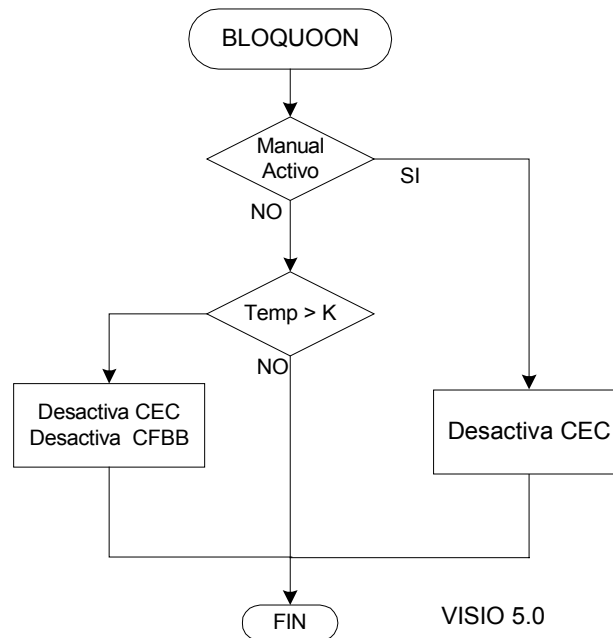 BLOQUOON
Manual
Activo
SI
NO
Temp > K
NO
Desactiva CEC
Desactiva CFBB
Desactiva CEC
FIN
VISIO 5.0